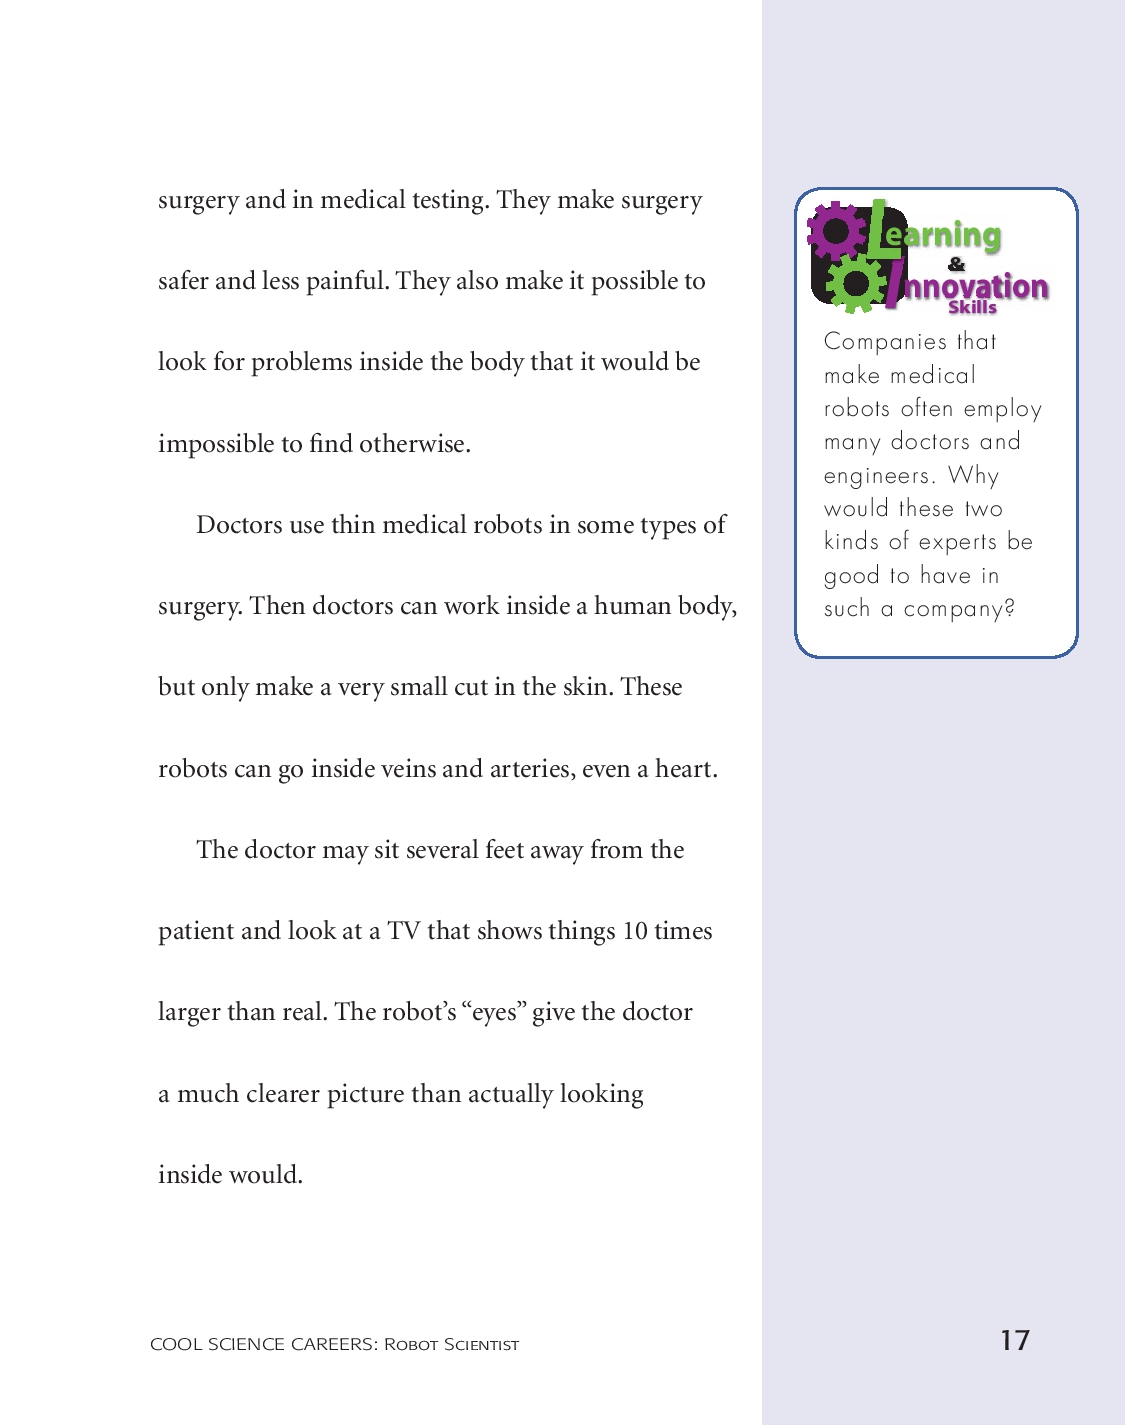 surgery and in medical testing. They make surgery
safer and less painful. They also make it possible to
look for problems inside the body that it would be
impossible to find otherwise.
Doctors use thin medical robots in some types of
surgery. Then doctors can work inside a human body,
but only make a very small cut in the skin. These
robots can go inside veins and arteries, even a heart.
The doctor may sit several feet away from the
patient and look at a TV that shows things 10 times
larger than real. The robot’s “eyes” give the doctor
a much clearer picture than actually looking
inside would.
Learning
&
Innovation
Skills
Companies that
make medical
robots often employ
many doctors and
engineers. Why
would these two
kinds of experts be
good to have in
such a company?
COOL SCIENCE CAREERS: ROBOT SCIENTIST
17